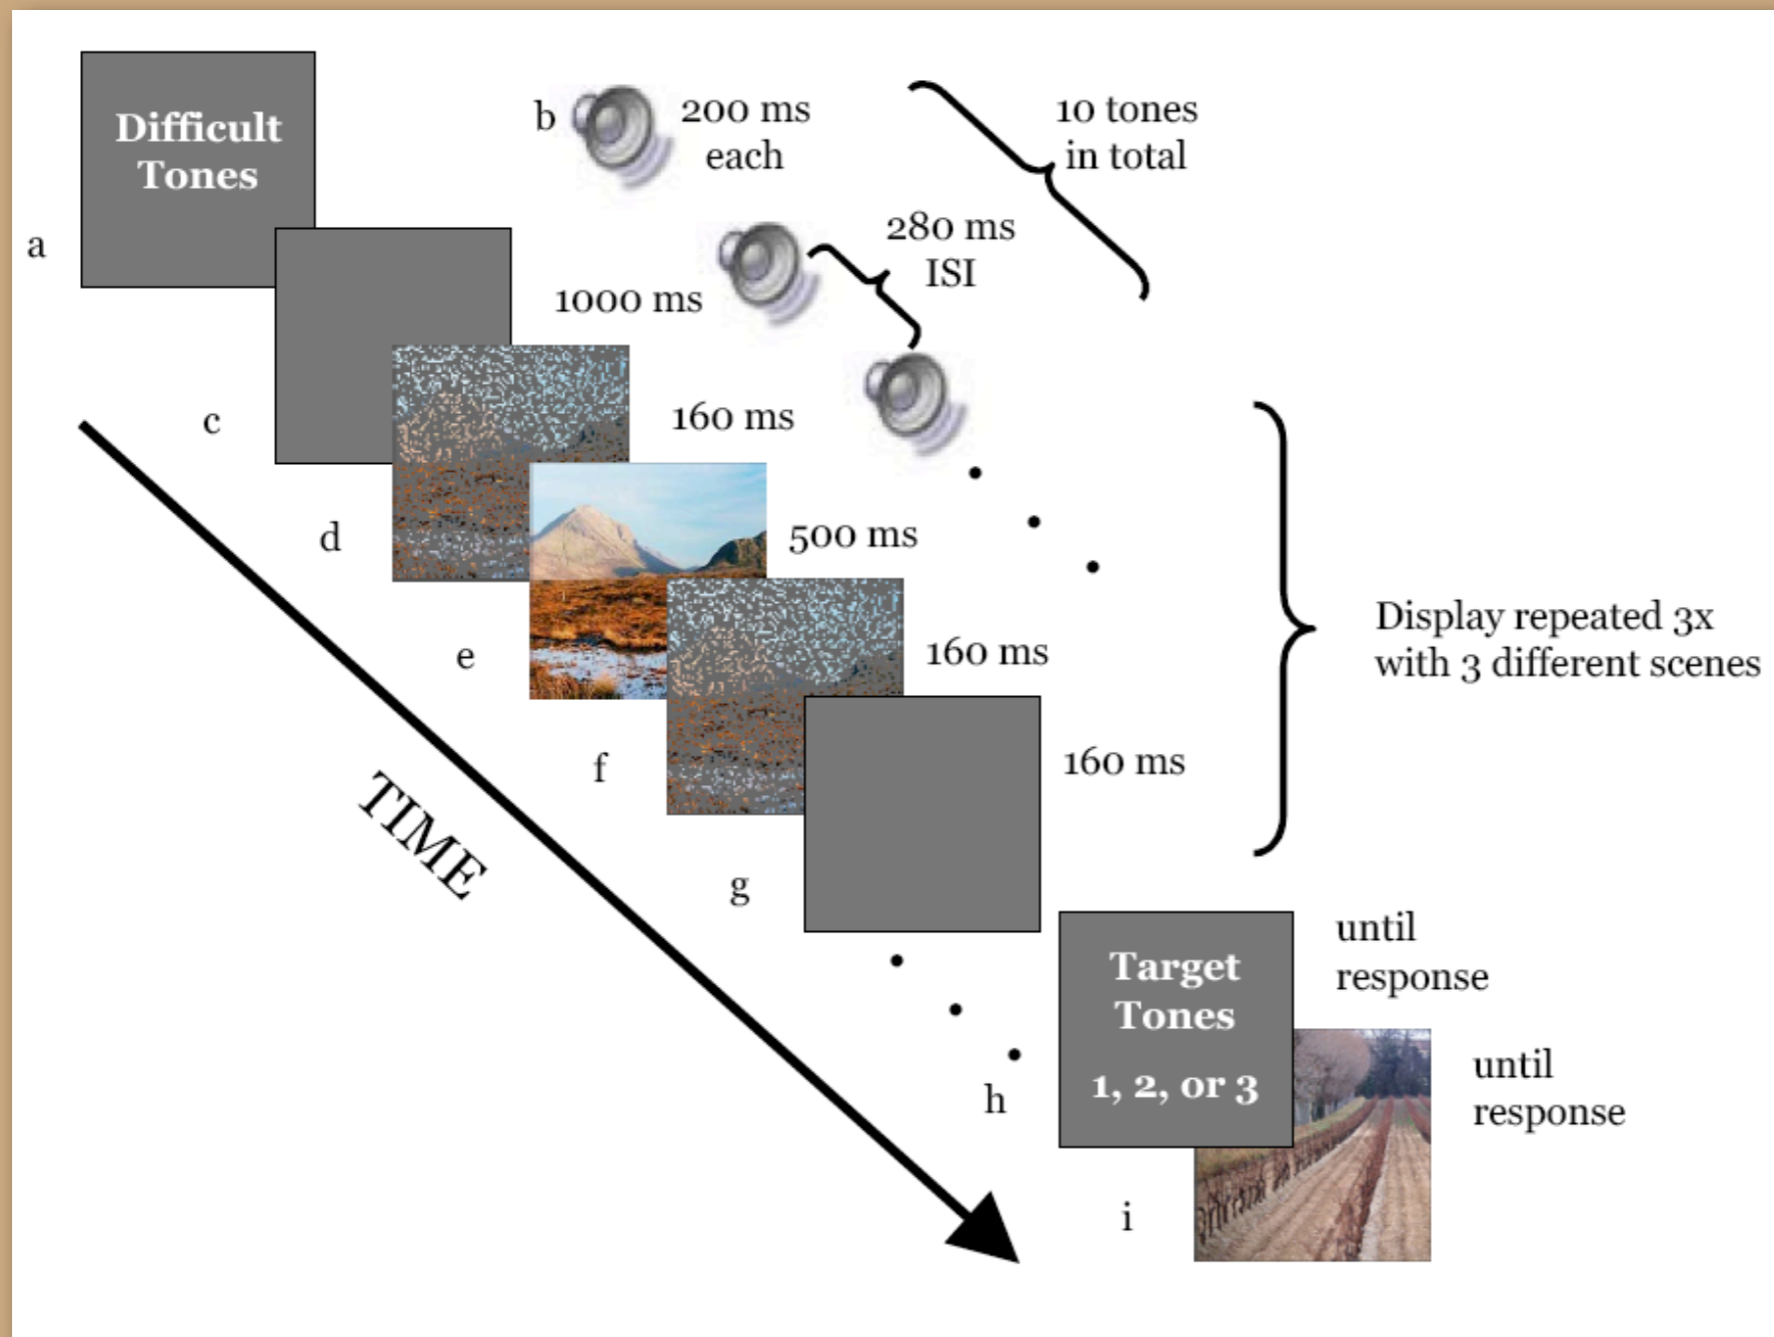 Difficult
Tones
a
b
200 ms
each
10 tones
in total
280 ms
ISI
1000 ms
c
160 ms
d
500 ms
e
160 ms
f
160 ms
g
Display repeated 3x
with 3 different scenes
TIME
Target
Tones
1, 2, or 3
until
response
h
until
response
i